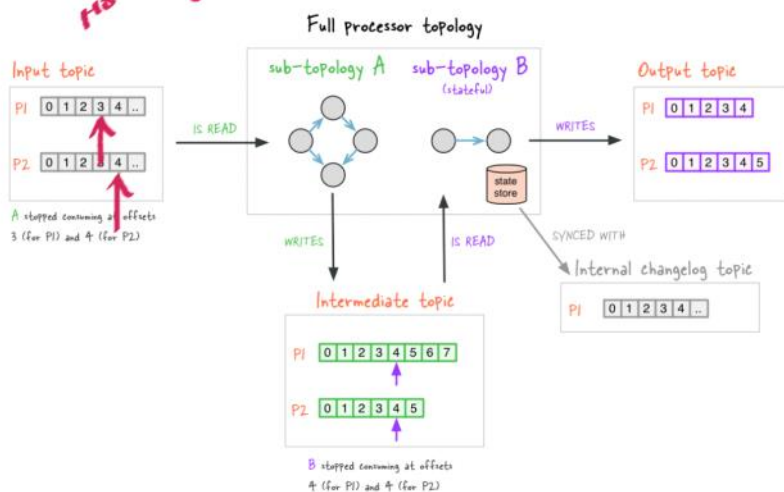 Full processor topology
Input topic
P1 0 1 2 3 4 ..
P2 0 1 2 3 4 ..
A stopped consuming at offsets
3 (for P1) and 4 (for P2)
IS READ
sub-topology A
sub-topology B
(stateful)
state
store
WRITES
Output topic
P1 0 1 2 3 4
P2 0 1 2 3 4 5
WRITES
IS READ
SYNCED WITH
Internal changelog topic
P1 0 1 2 3 4 ..
Intermediate topic
P1 0 1 2 3 4 5 6 7
P2 0 1 2 3 4 5
B stopped consuming at offsets
4 (for P1) and 4 (for P2)